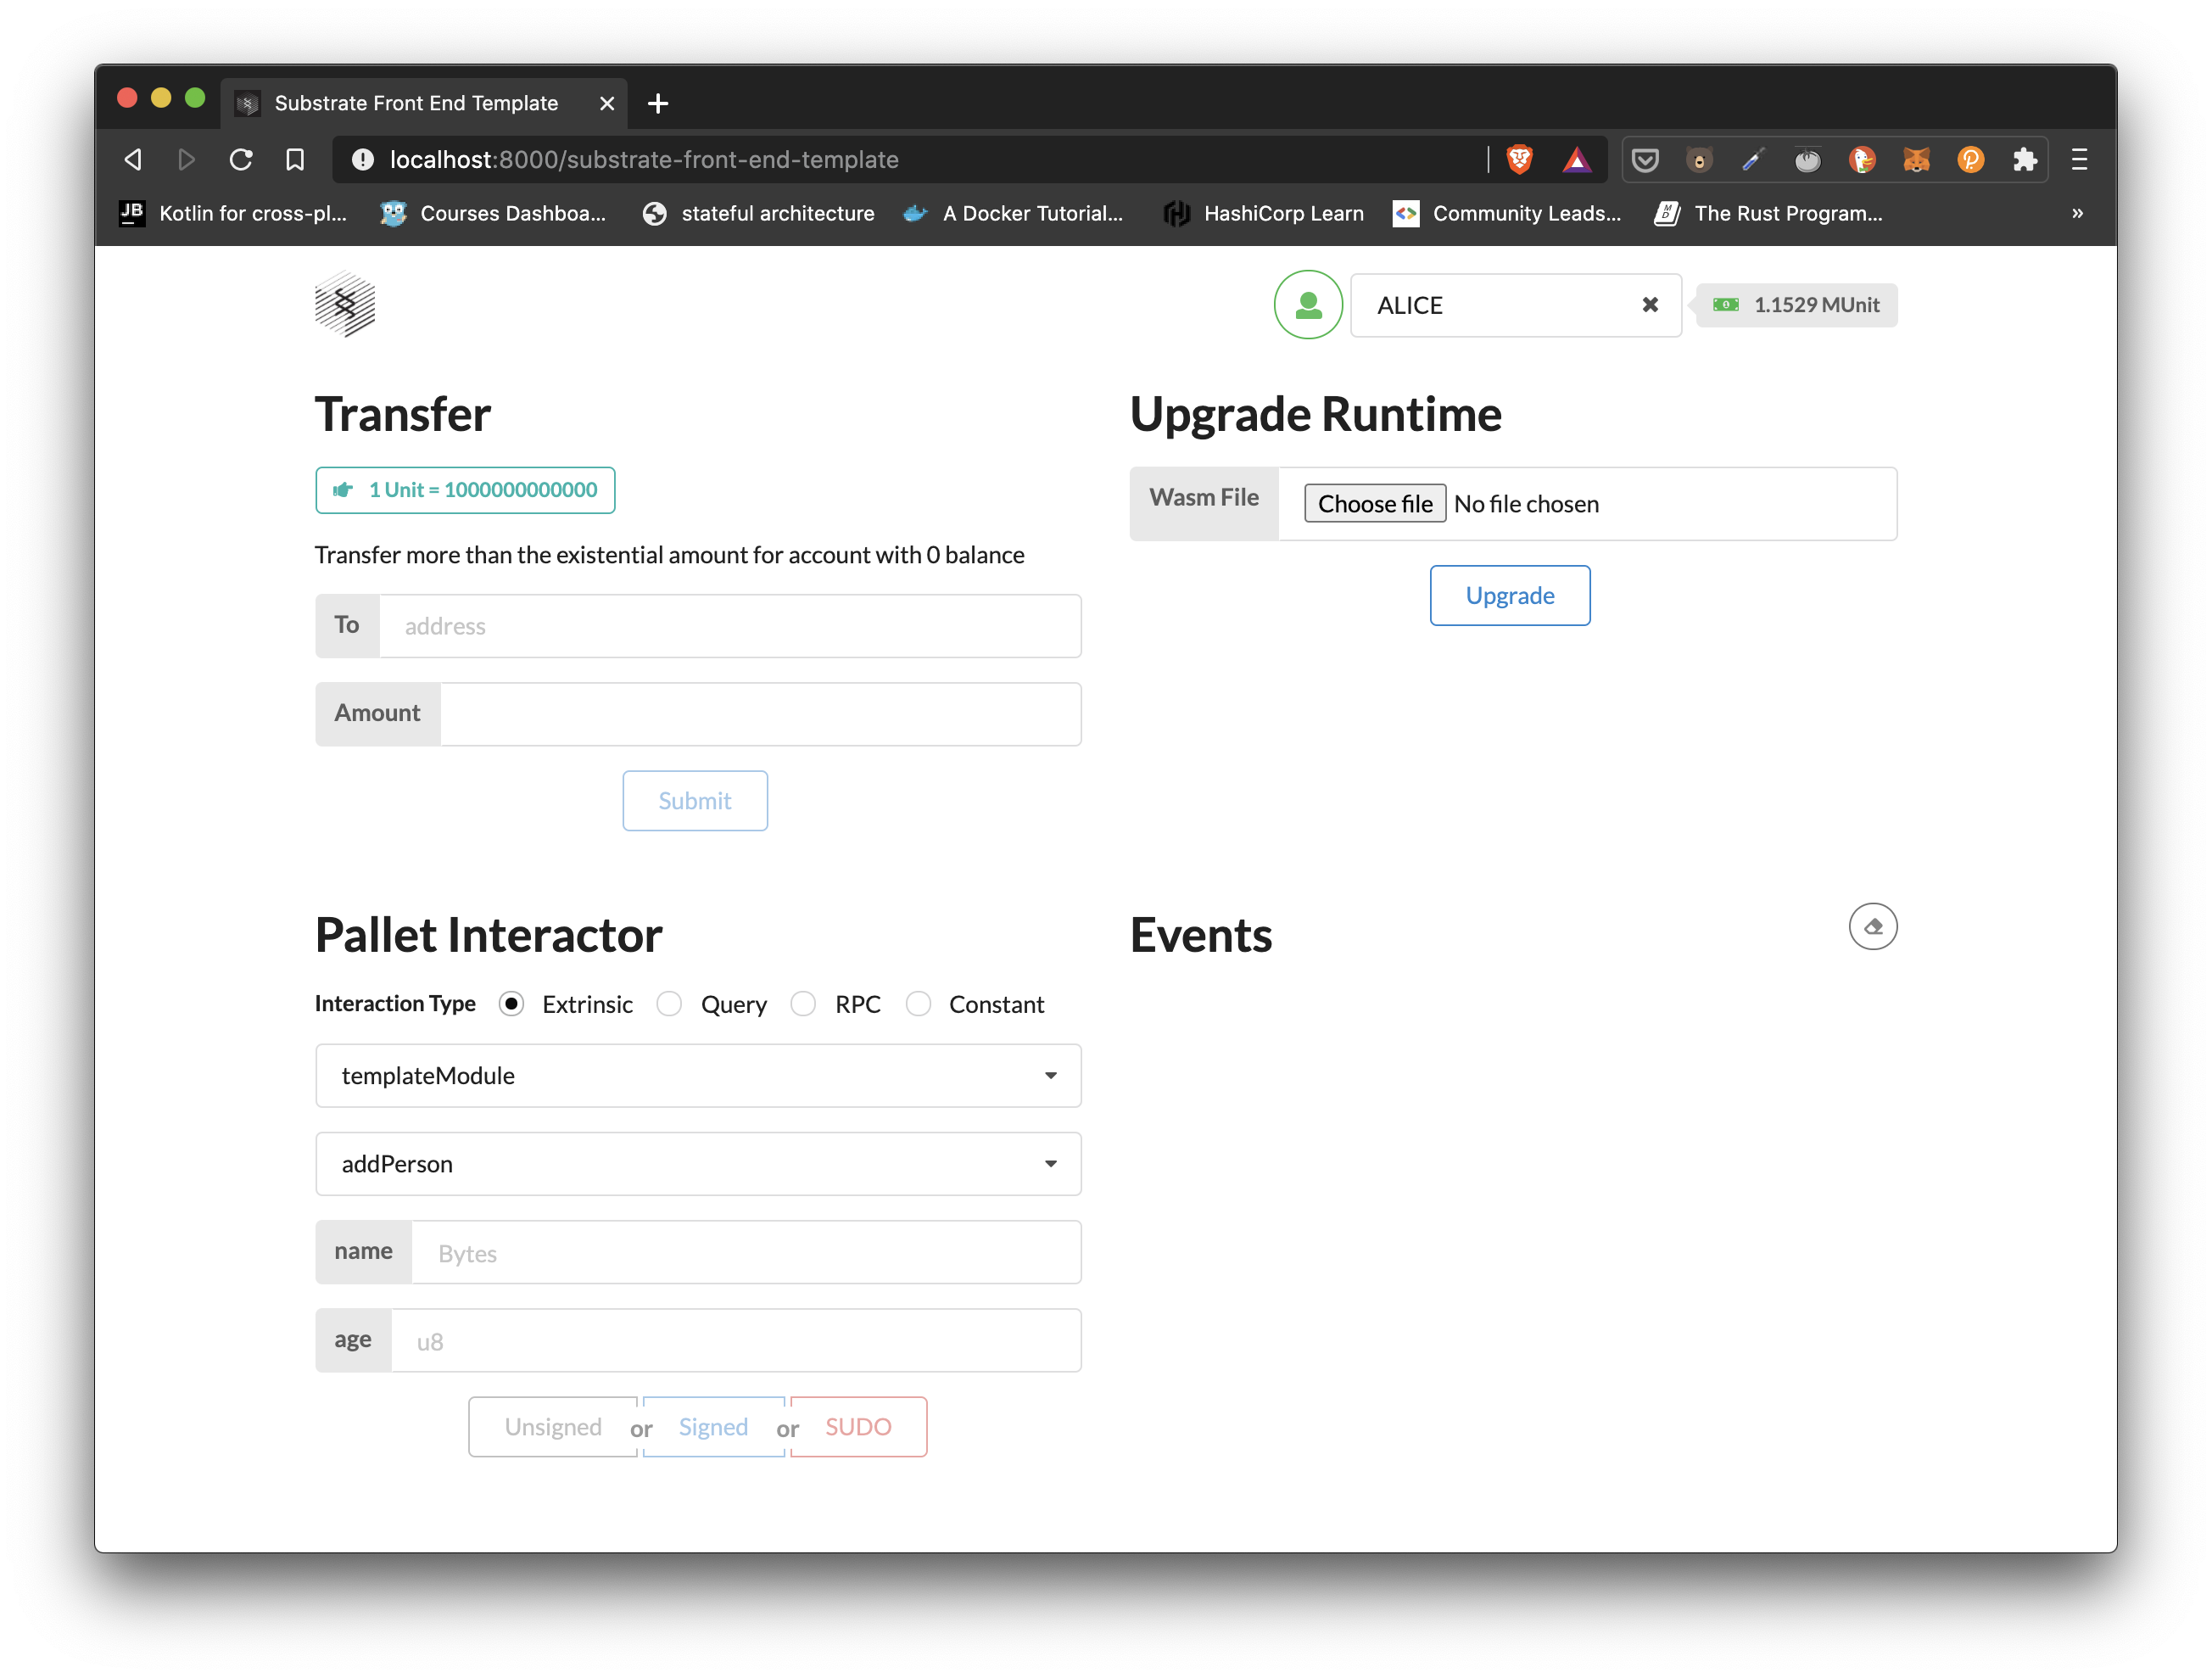 Substrate Front End Template
localhost:8000/substrate-front-end-template
JB Kotlin for cross-pl... Courses Dashboa... stateful architecture A Docker Tutorial... HashiCorp Learn Community Leads... The Rust Program... »
ALICE 1.1529 MUnit
Transfer
1 Unit = 1000000000000
Transfer more than the existential amount for account with 0 balance
To address
Amount
Submit
Upgrade Runtime
Wasm File Choose file No file chosen
Upgrade
Pallet Interactor
Interaction Type Extrinsic Query RPC Constant
templateModule
addPerson
name Bytes
age u8
Unsigned or Signed or SUDO
Events